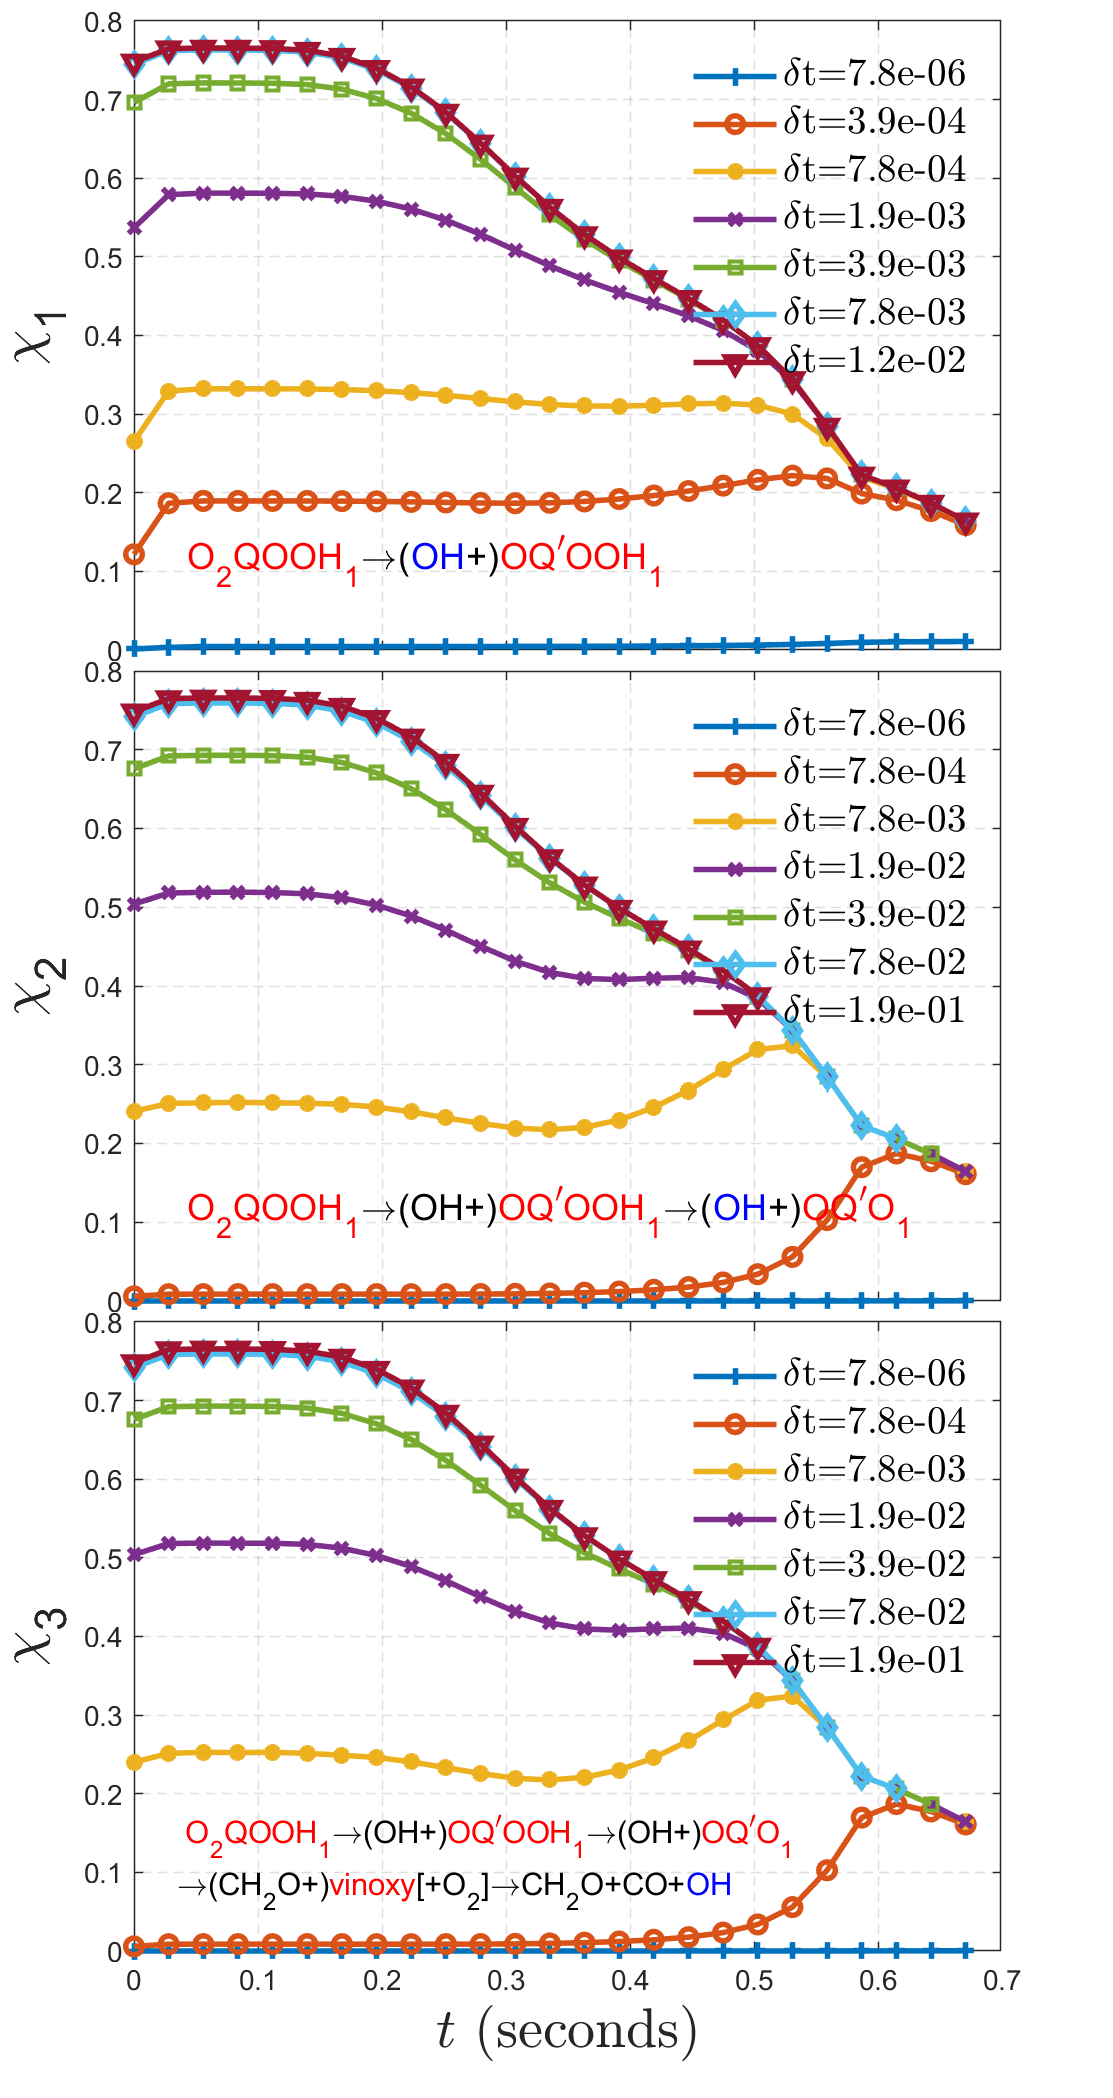 0.8
0.7
0.6
0.5
0.4
0.3
0.2
0.1
0
χ1
δt=7.8e-06
δt=3.9e-04
δt=7.8e-04
δt=1.9e-03
δt=3.9e-03
δt=7.8e-03
δt=1.2e-02
O2QOOH1→(OH+)OQ′OOH1
0.8
0.7
0.6
0.5
0.4
0.3
0.2
0.1
0
χ2
δt=7.8e-06
δt=7.8e-04
δt=7.8e-03
δt=1.9e-02
δt=3.9e-02
δt=7.8e-02
δt=1.9e-01
O2QOOH1→(OH+)OQ′OOH1→(OH+)OQ′O1
0.8
0.7
0.6
0.5
0.4
0.3
0.2
0.1
0
χ3
δt=7.8e-06
δt=7.8e-04
δt=7.8e-03
δt=1.9e-02
δt=3.9e-02
δt=7.8e-02
δt=1.9e-01
O2QOOH1→(OH+)OQ′OOH1→(OH+)OQ′O1
→(CH2O+)vinoxy[+O2]→CH2O+CO+OH
0 0.1 0.2 0.3 0.4 0.5 0.6 0.7
t (seconds)